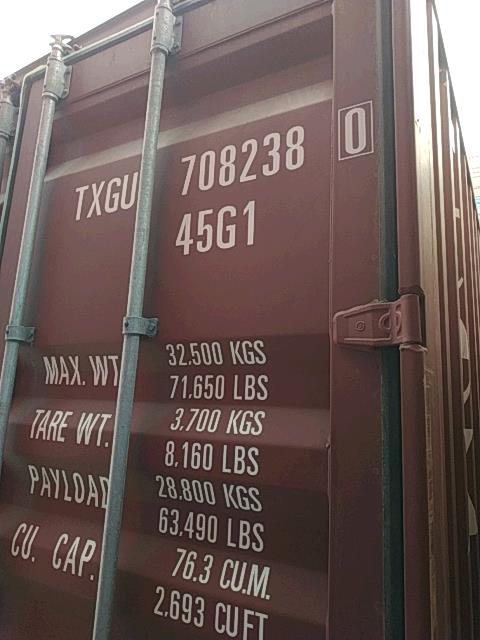 TXGU 708238 0
45G1
MAX. WT 32.500 KGS
71.650 LBS
TARE WT. 3.700 KGS
8.160 LBS
PAYLOAD 28.800 KGS
63.490 LBS
CU. CAP. 76.3 CU.M.
2.693 CU FT